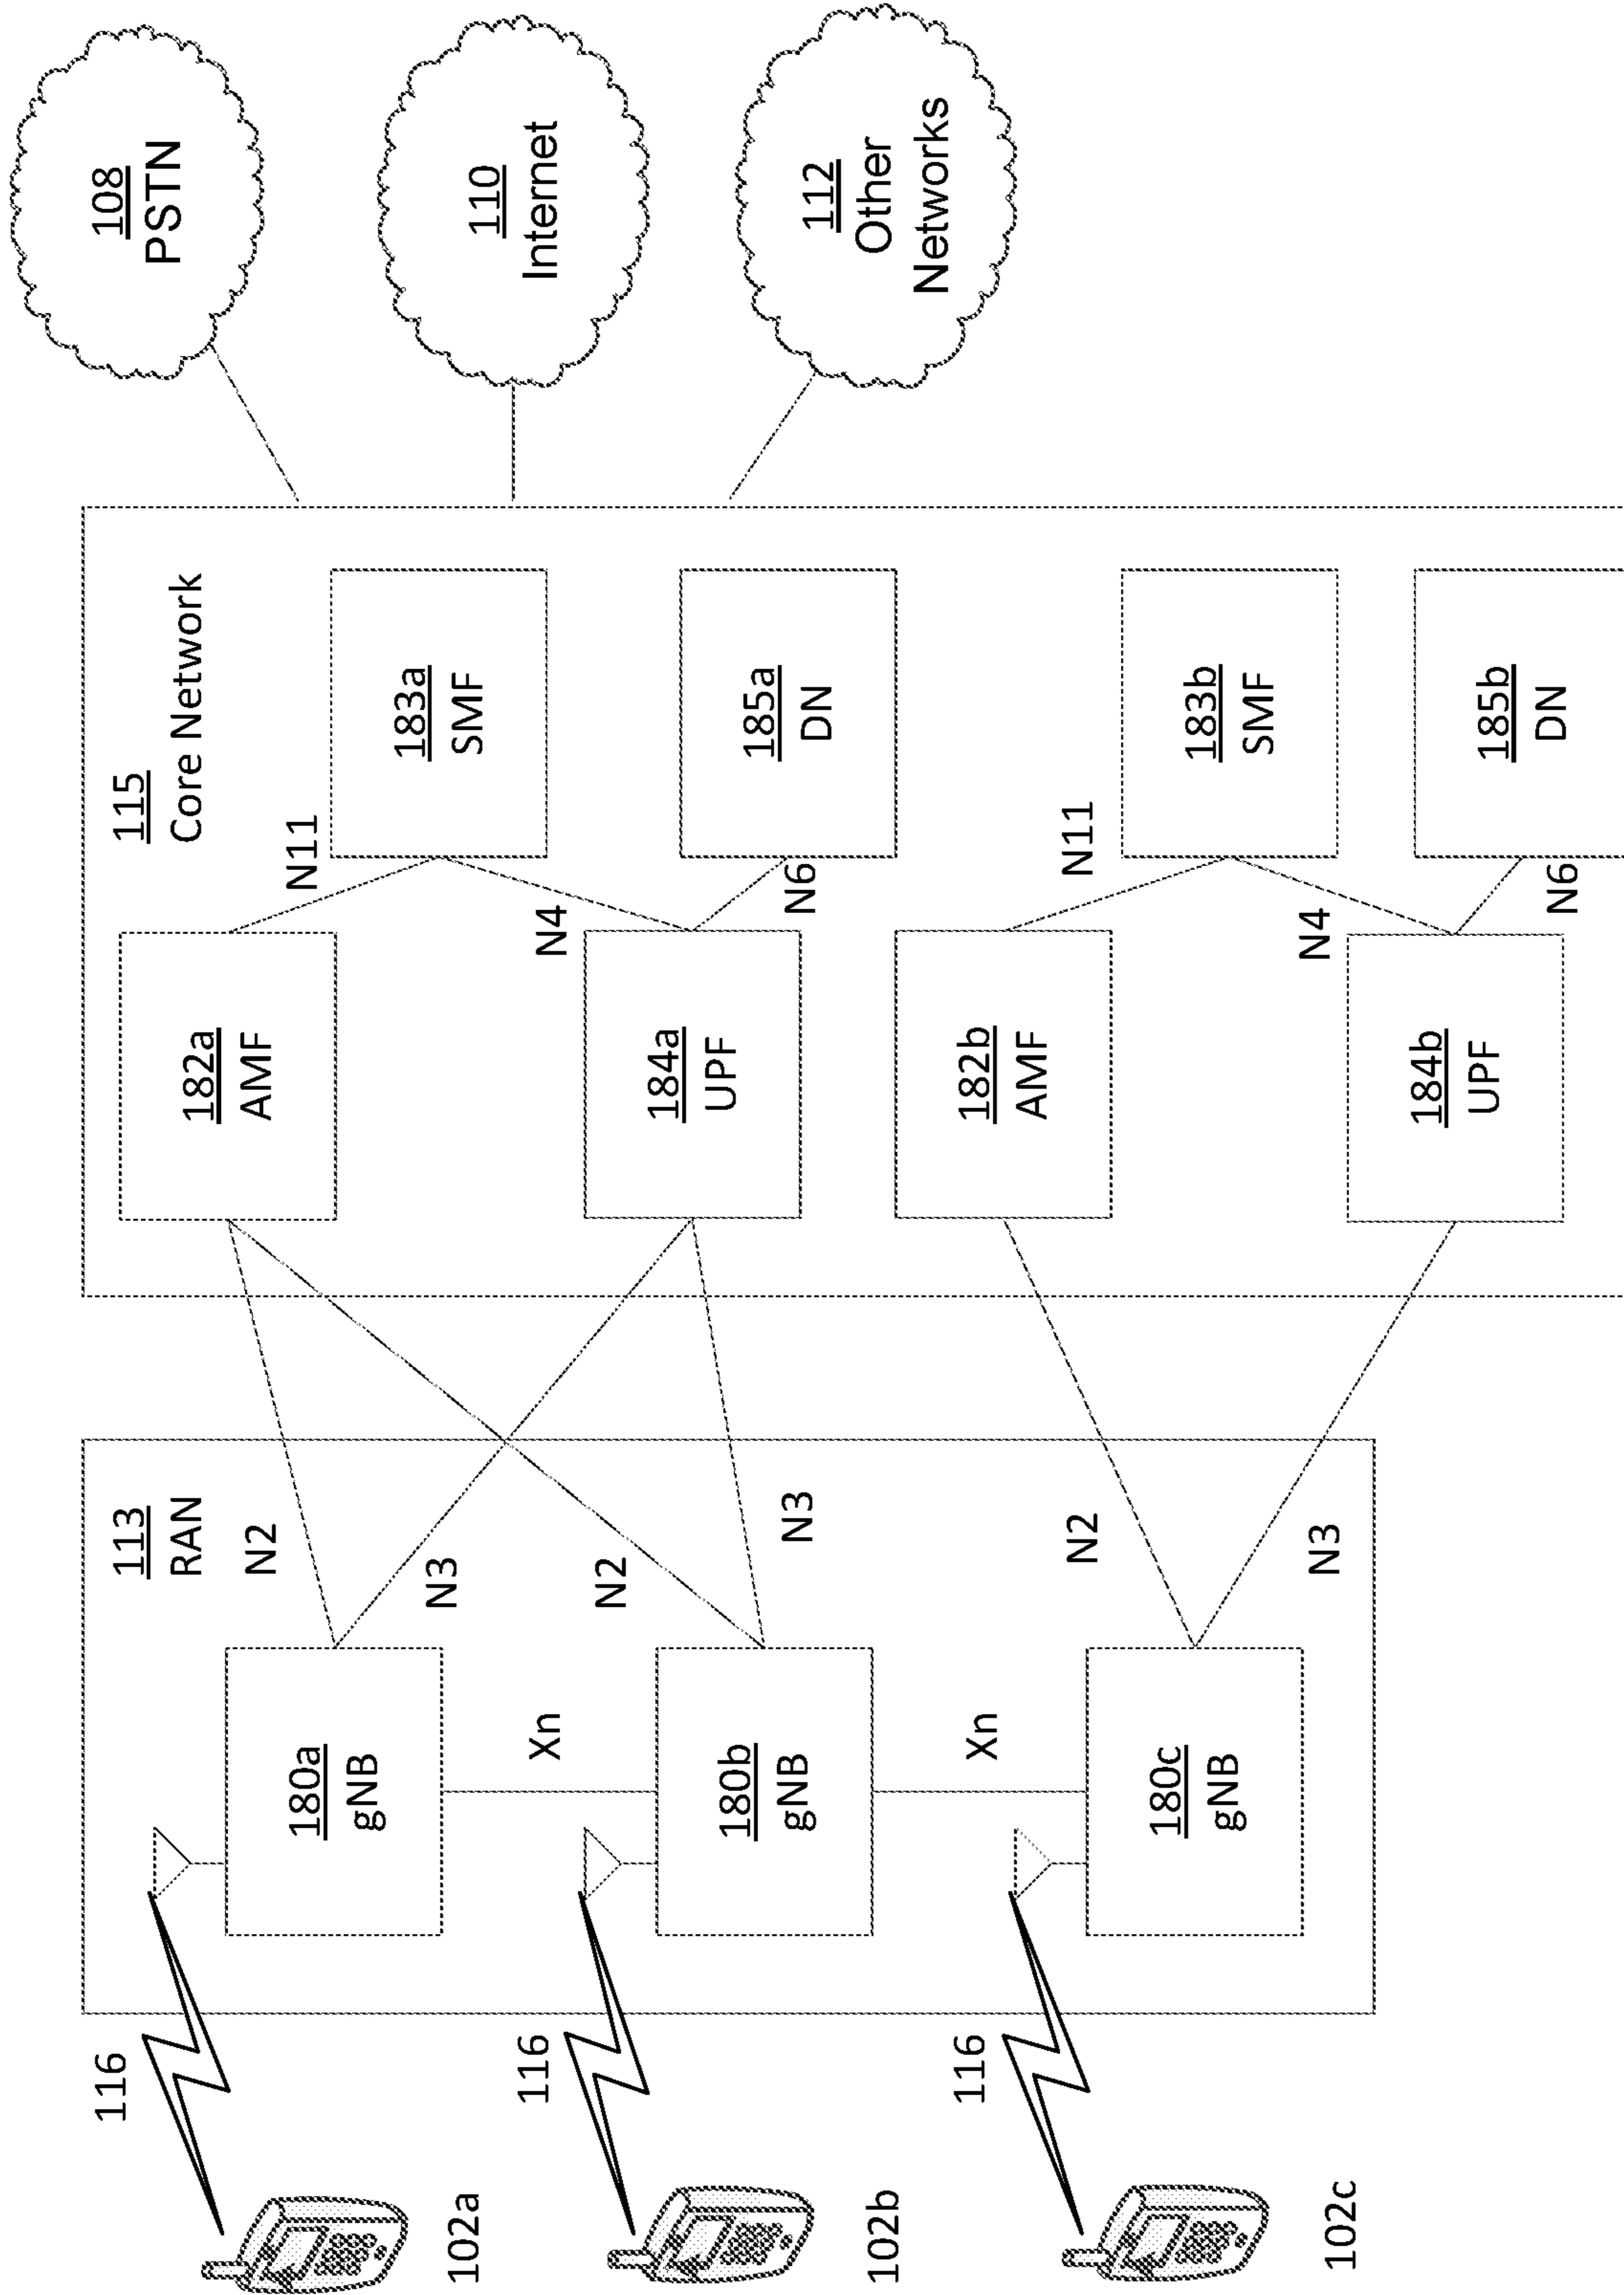 102a
116
113
RAN
180a
gNB
N2
N3
Xn
102b
116
180b
gNB
N2
N3
Xn
102c
116
180c
gNB
N2
N3
115
Core Network
182a
AMF
N11
183a
SMF
N4
184a
UPF
N6
185a
DN
182b
AMF
N11
183b
SMF
N4
184b
UPF
N6
185b
DN
108
PSTN
110
Internet
112
Other
Networks